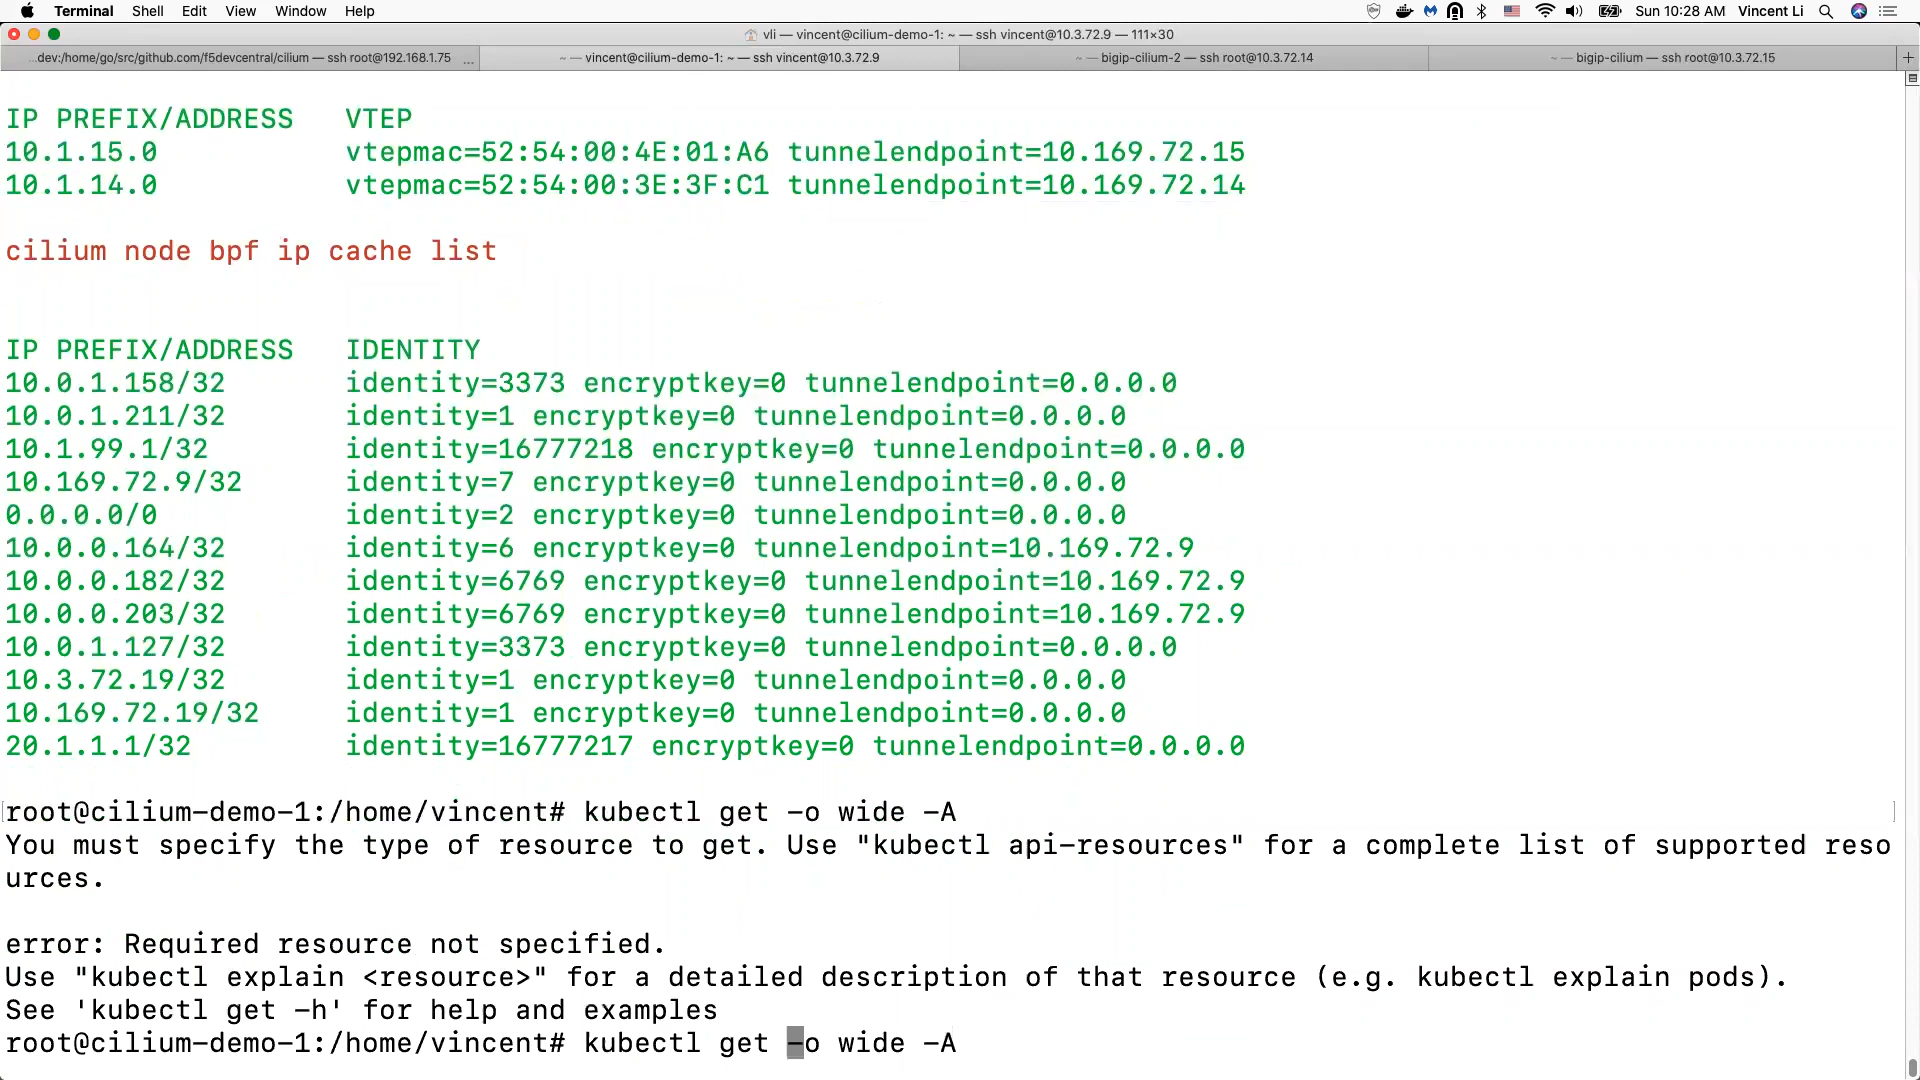 Terminal Shell Edit View Window Help Sun 10:28 AM Vincent Li
vli — vincent@cilium-demo-1: ~ — ssh vincent@10.3.72.9 — 111×30
...dev:/home/go/src/github.com/f5devcentral/cilium — ssh root@192.168.1.75 ... ~ — vincent@cilium-demo-1: ~ — ssh vincent@10.3.72.9 ~ — bigip-cilium-2 — ssh root@10.3.72.14 ~ — bigip-cilium — ssh root@10.3.72.15 +
IP PREFIX/ADDRESS VTEP
10.1.15.0 vtepmac=52:54:00:4E:01:A6 tunnelendpoint=10.169.72.15
10.1.14.0 vtepmac=52:54:00:3E:3F:C1 tunnelendpoint=10.169.72.14
cilium node bpf ip cache list
IP PREFIX/ADDRESS IDENTITY
10.0.1.158/32 identity=3373 encryptkey=0 tunnelendpoint=0.0.0.0
10.0.1.211/32 identity=1 encryptkey=0 tunnelendpoint=0.0.0.0
10.1.99.1/32 identity=16777218 encryptkey=0 tunnelendpoint=0.0.0.0
10.169.72.9/32 identity=7 encryptkey=0 tunnelendpoint=0.0.0.0
0.0.0.0/0 identity=2 encryptkey=0 tunnelendpoint=0.0.0.0
10.0.0.164/32 identity=6 encryptkey=0 tunnelendpoint=10.169.72.9
10.0.0.182/32 identity=6769 encryptkey=0 tunnelendpoint=10.169.72.9
10.0.0.203/32 identity=6769 encryptkey=0 tunnelendpoint=10.169.72.9
10.0.1.127/32 identity=3373 encryptkey=0 tunnelendpoint=0.0.0.0
10.3.72.19/32 identity=1 encryptkey=0 tunnelendpoint=0.0.0.0
10.169.72.19/32 identity=1 encryptkey=0 tunnelendpoint=0.0.0.0
20.1.1.1/32 identity=16777217 encryptkey=0 tunnelendpoint=0.0.0.0
[root@cilium-demo-1:/home/vincent# kubectl get -o wide -A ]
You must specify the type of resource to get. Use "kubectl api-resources" for a complete list of supported reso
urces.
error: Required resource not specified.
Use "kubectl explain <resource>" for a detailed description of that resource (e.g. kubectl explain pods).
See 'kubectl get -h' for help and examples
root@cilium-demo-1:/home/vincent# kubectl get -o wide -A